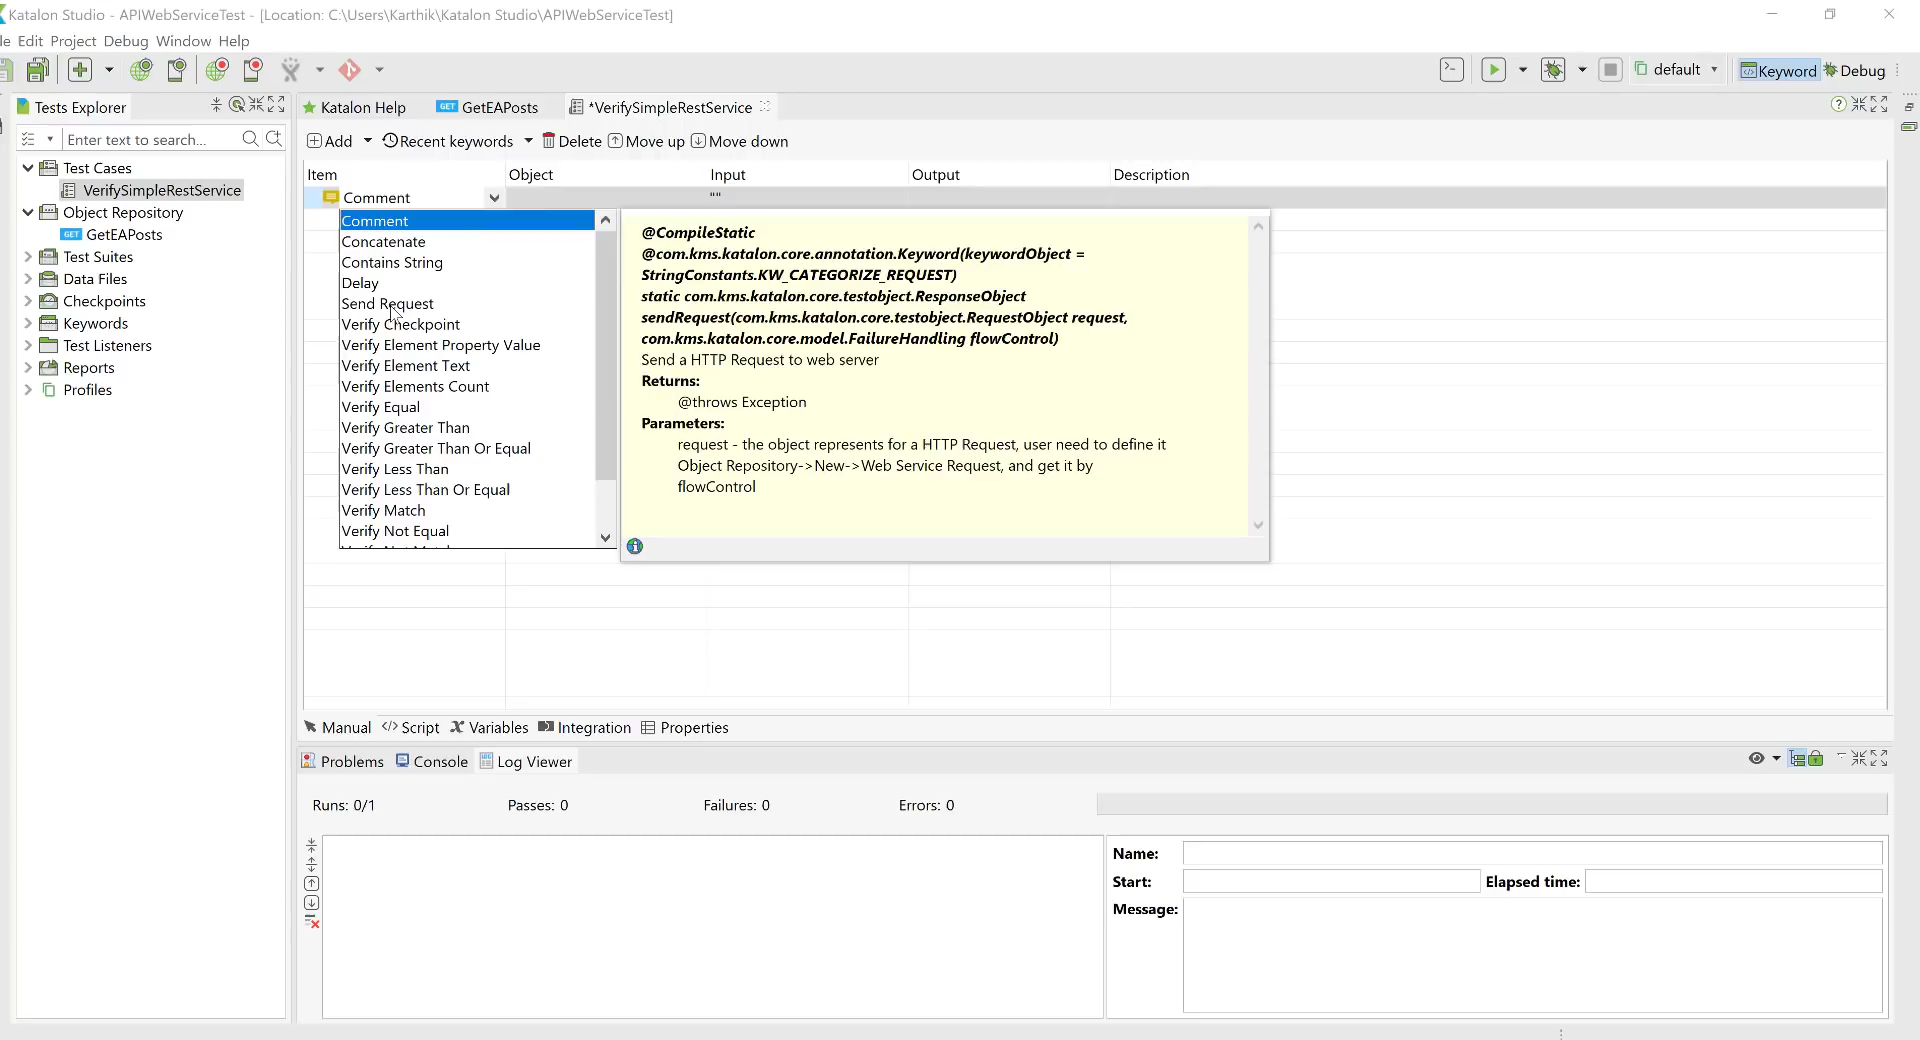 Katalon Studio - APIWebServiceTest - [Location: C:\Users\Karthik\Katalon Studio\APIWebServiceTest]
le Edit Project Debug Window Help
default
Keyword
Debug
Tests Explorer
Katalon Help
GET GetEAPosts
*VerifySimpleRestService
Enter text to search...
Add
Recent keywords
Delete
Move up
Move down
Test Cases
VerifySimpleRestService
Object Repository
GET GetEAPosts
Test Suites
Data Files
Checkpoints
Keywords
Test Listeners
Reports
Profiles
Item
Object
Input
Output
Description
Comment
""
Comment
Concatenate
Contains String
Delay
Send Request
Verify Checkpoint
Verify Element Property Value
Verify Element Text
Verify Elements Count
Verify Equal
Verify Greater Than
Verify Greater Than Or Equal
Verify Less Than
Verify Less Than Or Equal
Verify Match
Verify Not Equal
@CompileStatic
@com.kms.katalon.core.annotation.Keyword(keywordObject =
StringConstants.KW_CATEGORIZE_REQUEST)
static com.kms.katalon.core.testobject.ResponseObject
sendRequest(com.kms.katalon.core.testobject.RequestObject request,
com.kms.katalon.core.model.FailureHandling flowControl)
Send a HTTP Request to web server
Returns:
@throws Exception
Parameters:
request - the object represents for a HTTP Request, user need to define it
Object Repository->New->Web Service Request, and get it by
flowControl
Manual
Script
Variables
Integration
Properties
Problems
Console
Log Viewer
Runs: 0/1
Passes: 0
Failures: 0
Errors: 0
Name:
Start:
Elapsed time:
Message: